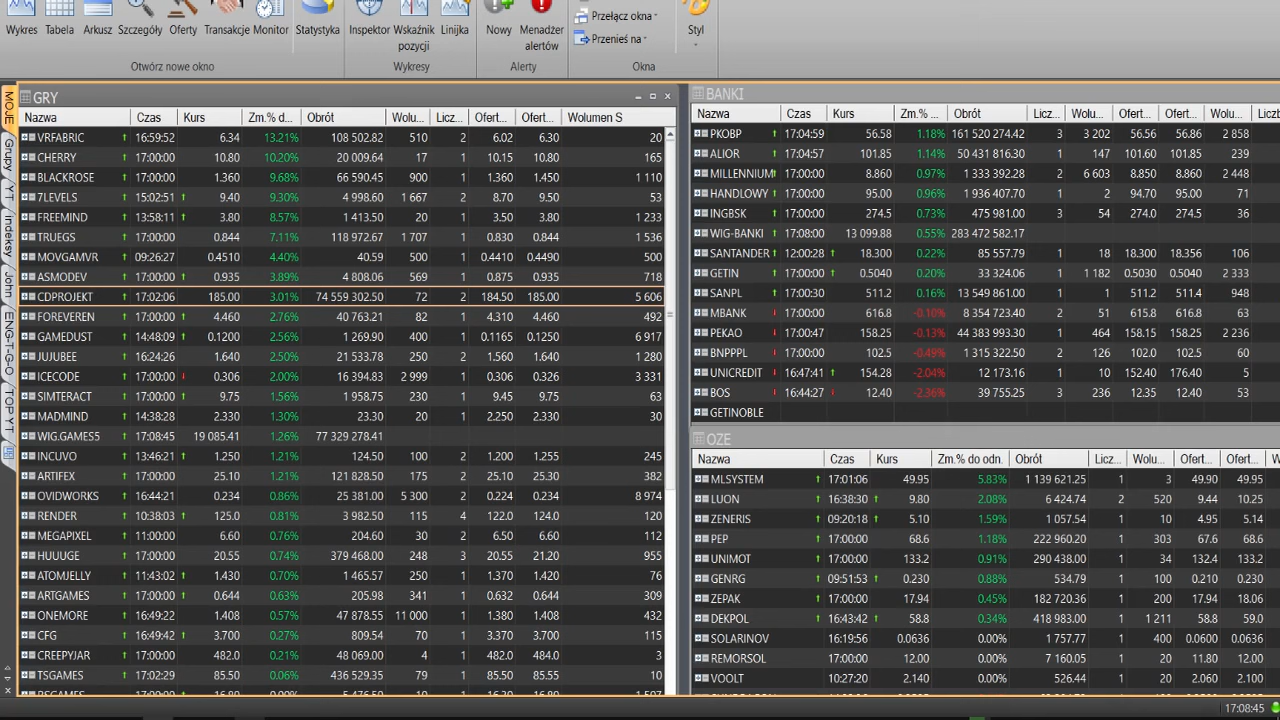 Wykres Tabela Arkusz Szczegóły Oferty Transakcje Monitor Statystyka Inspektor Wskaźnik pozycji Linijka Nowy Menadżer alertów Przełącz okna Przenieś na Styl
Otwórz nowe okno Wykresy Alerty Okna
MOJE
Grupy
YT
indeksy
John
ENG-T-G-O
TOP YT
GRY
Nazwa Czas Kurs Zm.% d... Obrót Wolu... Licz... Ofert... Ofert... Wolumen S
VRFABRIC 16:59:52 6.34 13.21% 108 502.82 510 2 6.02 6.30 20
CHERRY 17:00:00 10.80 10.20% 20 009.64 17 1 10.15 10.80 165
BLACKROSE 17:00:00 1.360 9.68% 66 590.45 900 1 1.360 1.450 1 110
7LEVELS 15:02:51 9.40 9.30% 4 998.60 1 667 2 8.70 9.50 53
FREEMIND 13:58:11 3.80 8.57% 1 413.50 20 1 3.50 3.80 1 233
TRUEGS 17:00:00 0.844 7.11% 118 972.67 1 707 1 0.830 0.844 1 536
MOVGAMVR 09:26:27 0.4510 4.40% 40.59 500 1 0.4410 0.4490 500
ASMODEV 17:00:00 0.935 3.89% 4 808.06 569 1 0.875 0.935 718
CDPROJEKT 17:02:06 185.00 3.01% 74 559 302.50 72 2 184.50 185.00 5 606
FOREVEREN 17:00:00 4.460 2.76% 40 763.21 82 1 4.310 4.460 492
GAMEDUST 14:48:09 0.1200 2.56% 1 269.90 400 1 0.1165 0.1200 6 917
JUJUBEE 16:24:26 1.640 2.50% 21 533.78 250 2 1.560 1.640 1 280
ICECODE 17:00:00 0.306 2.00% 16 394.83 2 999 1 0.306 0.326 3 331
SIMTERACT 17:00:00 9.75 1.56% 1 958.75 230 1 9.45 9.75 63
MADMIND 14:38:28 2.330 1.30% 23.30 20 1 2.250 2.330 30
WIG.GAMES5 17:08:45 19 085.41 1.26% 77 329 278.41
INCUVO 13:46:21 1.250 1.21% 124.50 100 2 1.200 1.255 245
ARTIFEX 17:00:00 25.10 1.21% 121 828.50 175 2 24.60 25.10 382
OVIDWORKS 16:44:21 0.234 0.86% 25 381.00 5 300 2 0.224 0.234 8 974
RENDER 10:38:03 125.0 0.81% 3 982.50 115 4 122.0 124.0 120
MEGAPIXEL 17:00:00 6.60 0.76% 204.60 30 2 6.50 6.60 112
HUUUGE 17:00:00 20.55 0.74% 379 468.00 248 3 20.55 21.20 955
ATOMJELLY 11:43:02 1.430 0.70% 1 465.57 250 1 1.370 1.420 76
ARTGAMES 17:00:00 0.644 0.63% 205.98 341 1 0.632 0.644 309
ONEMORE 16:49:22 1.408 0.57% 47 878.55 11 000 1 1.380 1.408 432
CFG 16:49:42 3.700 0.27% 809.54 70 1 3.370 3.700 115
CREEPYJAR 17:00:00 482.0 0.21% 48 069.00 4 1 482.0 484.0 3
TSGAMES 17:00:00 85.50 0.06% 436 529.35 79 1 85.50 85.55 10
BANKI
Nazwa Czas Kurs Zm.% ... Obrót Licz... Wolu... Ofert... Ofert... Wolu... Liczb
PKOBP 17:04:59 56.58 1.18% 161 520 274.42 3 3 202 56.56 56.86 2 858
ALIOR 17:04:57 101.85 1.14% 50 431 816.30 1 147 101.60 101.85 239
MILLENNIUM 17:00:00 8.860 0.97% 1 333 392.28 2 6 603 8.850 8.860 2 448
HANDLOWY 17:00:00 95.00 0.96% 1 936 407.70 1 2 94.70 95.00 71
INGBSK 17:00:00 274.5 0.73% 475 981.00 3 54 274.0 274.5 36
WIG-BANKI 17:08:00 13 099.88 0.55% 283 472 582.17
SANTANDER 12:00:28 18.300 0.22% 85 557.79 1 18 18.300 18.356 106
GETIN 17:00:00 0.5040 0.20% 33 324.06 1 1 182 0.5030 0.5040 2 333
SANPL 17:00:30 511.2 0.16% 13 549 861.00 1 1 511.2 511.4 948
MBANK 17:00:00 616.8 -0.10% 8 354 723.40 2 51 615.8 616.8 63
PEKAO 17:00:47 158.25 -0.13% 44 383 993.30 1 464 158.15 158.25 2 236
BNPPPL 17:00:00 102.5 -0.49% 1 315 322.50 2 126 102.0 102.5 60
UNICREDIT 16:47:41 154.28 -2.04% 12 173.16 1 10 152.40 176.40 5
BOS 16:44:27 12.40 -2.36% 39 755.25 3 236 12.35 12.40 53
GETINOBLE
OZE
Nazwa Czas Kurs Zm.% do odn. Obrót Licz... Wolu... Ofert... Ofert... W
MLSYSTEM 17:01:06 49.95 5.83% 1 139 621.25 1 3 49.90 49.95
LUON 16:38:30 9.80 2.08% 6 424.74 2 520 9.44 10.25
ZENERIS 09:20:18 5.10 1.59% 1 057.54 1 10 4.95 5.14
PEP 17:00:00 68.6 1.18% 222 960.20 1 303 67.6 68.6
UNIMOT 17:00:00 133.2 0.91% 290 438.00 1 34 132.4 133.2
GENRG 09:51:53 0.230 0.88% 534.79 1 100 0.210 0.230
ZEPAK 17:00:00 17.94 0.45% 182 720.36 1 200 17.94 18.06
DEKPOL 16:43:42 58.8 0.34% 418 983.00 1 1 211 58.8 59.0
SOLARINOV 16:19:56 0.0636 0.00% 1 757.77 1 400 0.0600 0.0636
REMORSOL 17:00:00 12.00 0.00% 7 160.05 1 20 11.80 12.00
VOOLT 10:27:20 2.140 0.00% 526.44 1 20 2.060 2.100
17:08:45